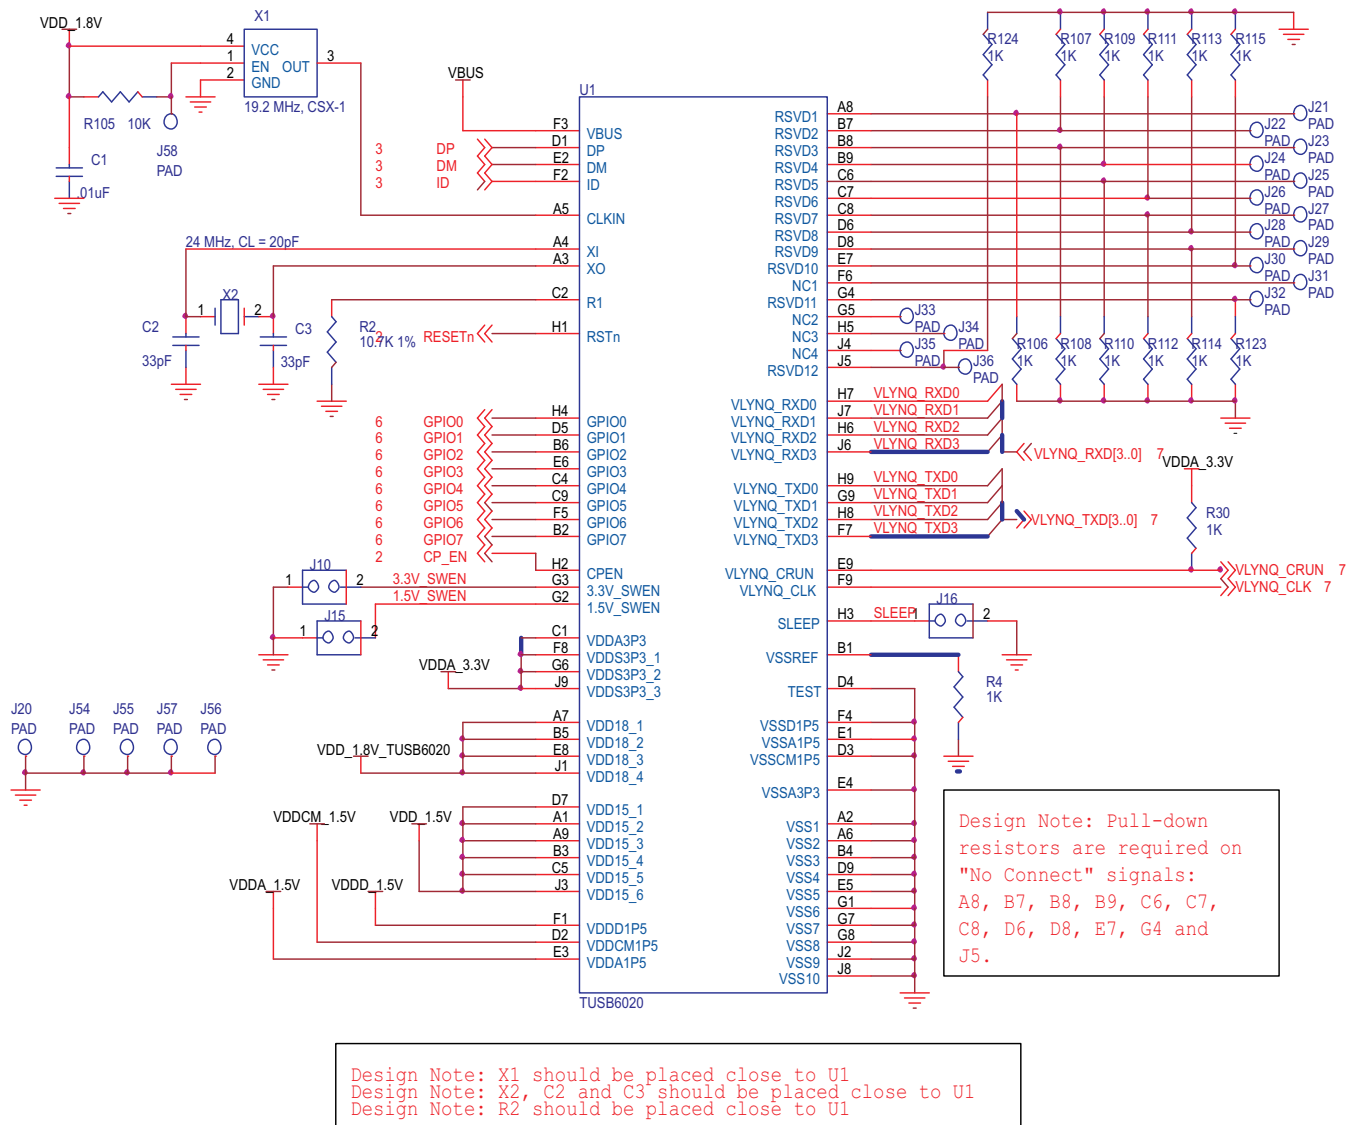 VDD_1.8V
X1
4
1
2
VCC
EN OUT
GND
3
19.2 MHz, CSX-1
R105 10K
J58
PAD
C1
.01uF
VBUS
U1
F3 VBUS
3 DP D1 DP
3 DM E2 DM
3 ID F2 ID
A5 CLKIN
24 MHz, CL = 20pF
A4 XI
A3 XO
1 X2 2
C2
33pF
C3
33pF
C2 R1
R2
10.7K 1%
2 RESETn H1 RSTn
6 GPIO0 H4 GPIO0
6 GPIO1 D5 GPIO1
6 GPIO2 B6 GPIO2
6 GPIO3 E6 GPIO3
6 GPIO4 C4 GPIO4
6 GPIO5 C9 GPIO5
6 GPIO6 F5 GPIO6
6 GPIO7 B2 GPIO7
2 CP_EN H2 CPEN
J10
1 2 3.3V_SWEN G3 3.3V_SWEN
J15
1 2 1.5V_SWEN G2 1.5V_SWEN
C1 VDDA3P3
F8 VDDS3P3_1
G6 VDDS3P3_2
VDDA_3.3V J9 VDDS3P3_3
A7 VDD18_1
B5 VDD18_2
E8 VDD18_3
VDD_1.8V_TUSB6020 J1 VDD18_4
D7 VDD15_1
A1 VDD15_2
A9 VDD15_3
B3 VDD15_4
C5 VDD15_5
J3 VDD15_6
VDDCM_1.5V VDD_1.5V
VDDA_1.5V VDDD_1.5V
F1 VDDD1P5
D2 VDDCM1P5
E3 VDDA1P5
TUSB6020
J20 J54 J55 J57 J56
PAD PAD PAD PAD PAD
R124 R107 R109 R111 R113 R115
1K 1K 1K 1K 1K 1K
RSVD1 A8 J21 PAD
RSVD2 B7 J22 PAD
RSVD3 B8 J23 PAD
RSVD4 B9 J24 PAD
RSVD5 C6 J25 PAD
RSVD6 C7 J26 PAD
RSVD7 C8 J27 PAD
RSVD8 D6 J28 PAD
RSVD9 D8 J29 PAD
RSVD10 E7 J30 PAD
NC1 F6 J31 PAD
RSVD11 G4 J32 PAD
NC2 G5 J33 PAD
NC3 H5 J34 PAD
NC4 J4 J35 PAD
RSVD12 J5 J36 PAD
R106 R108 R110 R112 R114 R123
1K 1K 1K 1K 1K 1K
VLYNQ_RXD0 H7 VLYNQ_RXD0
VLYNQ_RXD1 J7 VLYNQ_RXD1
VLYNQ_RXD2 H6 VLYNQ_RXD2
VLYNQ_RXD3 J6 VLYNQ_RXD3
VLYNQ_RXD[3..0] 7
VLYNQ_TXD0 H9 VLYNQ_TXD0
VLYNQ_TXD1 G9 VLYNQ_TXD1
VLYNQ_TXD2 H8 VLYNQ_TXD2
VLYNQ_TXD3 F7 VLYNQ_TXD3
VLYNQ_TXD[3..0] 7
VDDA_3.3V
R30
1K
VLYNQ_CRUN E9 VLYNQ_CRUN 7
VLYNQ_CLK F9 VLYNQ_CLK 7
SLEEP H3 SLEEP 1 J16 2
VSSREF B1
R4
1K
TEST D4
VSSD1P5 F4
VSSA1P5 E1
VSSCM1P5 D3
VSSA3P3 E4
VSS1 A2
VSS2 A6
VSS3 B4
VSS4 D9
VSS5 E5
VSS6 G1
VSS7 G7
VSS8 G8
VSS9 J2
VSS10 J8
Design Note: Pull-down
resistors are required on
"No Connect" signals:
A8, B7, B8, B9, C6, C7,
C8, D6, D8, E7, G4 and
J5.
Design Note: X1 should be placed close to U1
Design Note: X2, C2 and C3 should be placed close to U1
Design Note: R2 should be placed close to U1